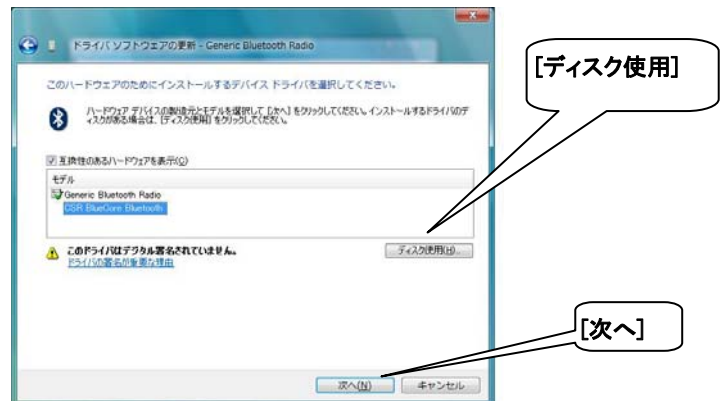 ドライバ ソフトウェアの更新 - Generic Bluetooth Radio
[ディスク使用]
このハードウェアのためにインストールするデバイス ドライバを選択してください。
ハードウェア デバイスの製造元とモデルを選択して [次へ] をクリックしてください。インストールするドライバのデ
ィスクがある場合は、[ディスク使用] をクリックしてください。
互換性のあるハードウェアを表示(C)
モデル
Generic Bluetooth Radio
CSR BlueCore Bluetooth
このドライバはデジタル署名されていません。
ディスク使用(H)...
ドライバの署名が重要な理由
[次へ]
次へ(N)
キャンセル